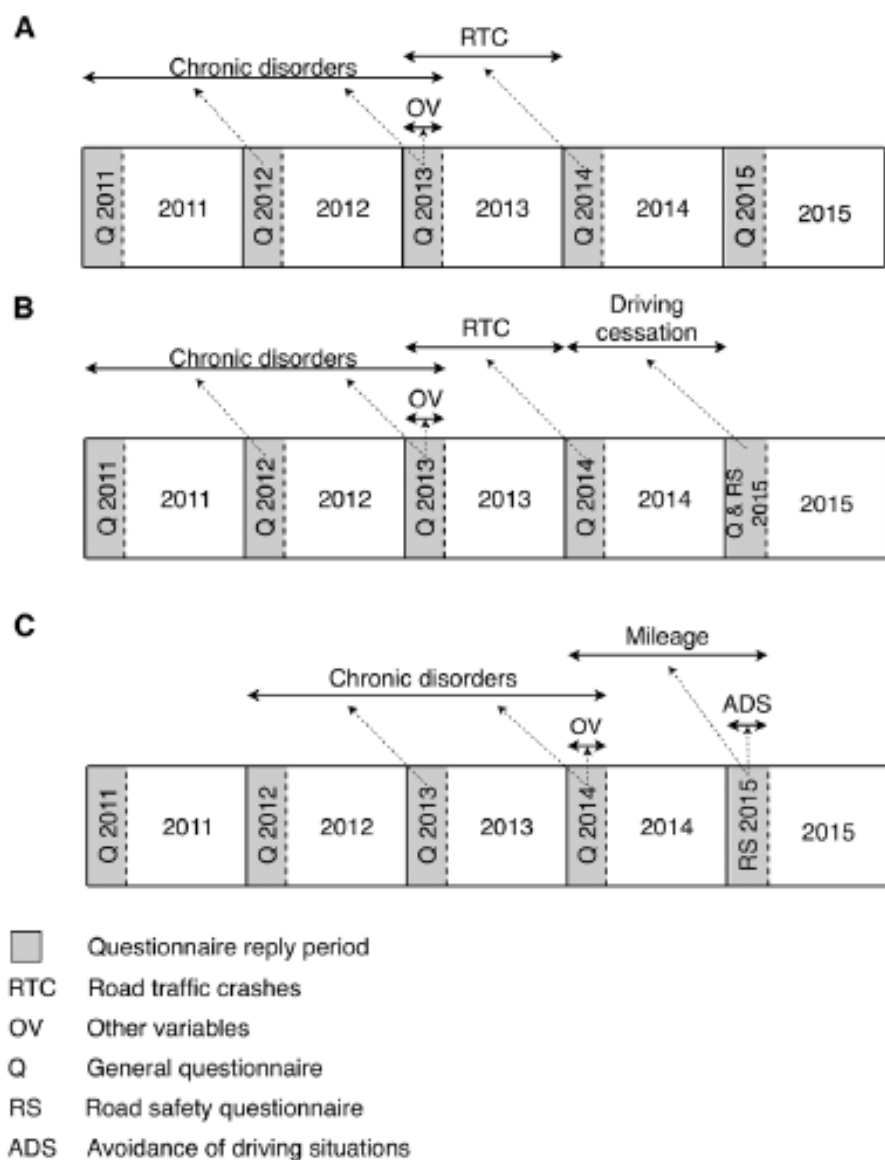 A
RTC
Chronic disorders
OV
Q 2011
2011
Q 2012
2012
Q 2013
2013
Q 2014
2014
Q 2015
2015
B
Driving
cessation
RTC
Chronic disorders
OV
Q 2011
2011
Q 2012
2012
Q 2013
2013
Q 2014
2014
Q & RS
2015
2015
C
Mileage
Chronic disorders
ADS
OV
Q 2011
2011
Q 2012
2012
Q 2013
2013
Q 2014
2014
RS 2015
2015
Questionnaire reply period
RTC Road traffic crashes
OV Other variables
Q General questionnaire
RS Road safety questionnaire
ADS Avoidance of driving situations